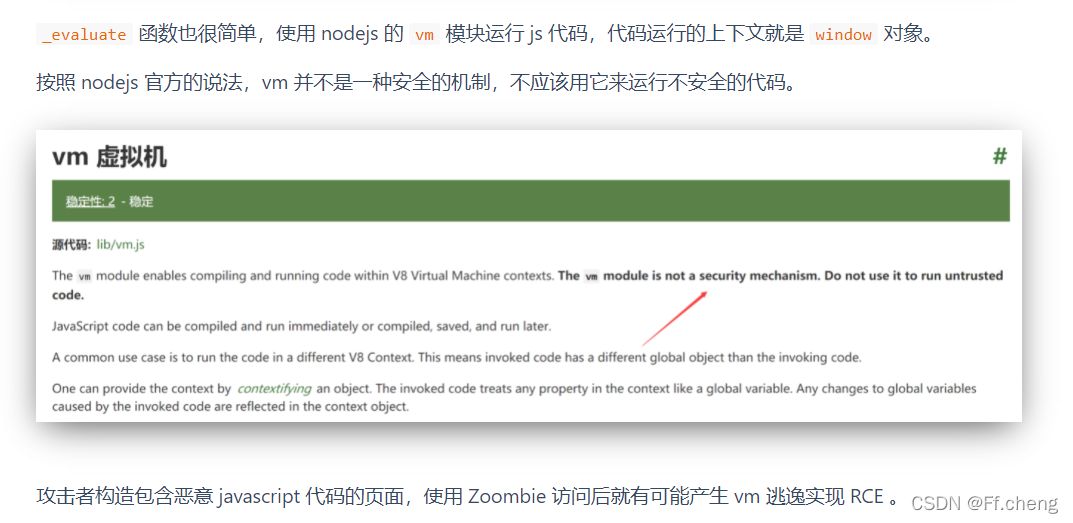 _evaluate 函数也很简单，使用 nodejs 的 vm 模块运行 js 代码，代码运行的上下文就是 window 对象。
按照 nodejs 官方的说法，vm 并不是一种安全的机制，不应该用它来运行不安全的代码。
vm 虚拟机 #
稳定性: 2 - 稳定
源代码: lib/vm.js
The vm module enables compiling and running code within V8 Virtual Machine contexts. The vm module is not a security mechanism. Do not use it to run untrusted
code.
JavaScript code can be compiled and run immediately or compiled, saved, and run later.
A common use case is to run the code in a different V8 Context. This means invoked code has a different global object than the invoking code.
One can provide the context by contextifying an object. The invoked code treats any property in the context like a global variable. Any changes to global variables
caused by the invoked code are reflected in the context object.
攻击者构造包含恶意 javascript 代码的页面，使用 Zoombie 访问后就有可能产生 vm 逃逸实现 RCE 。
CSDN @Ff.cheng